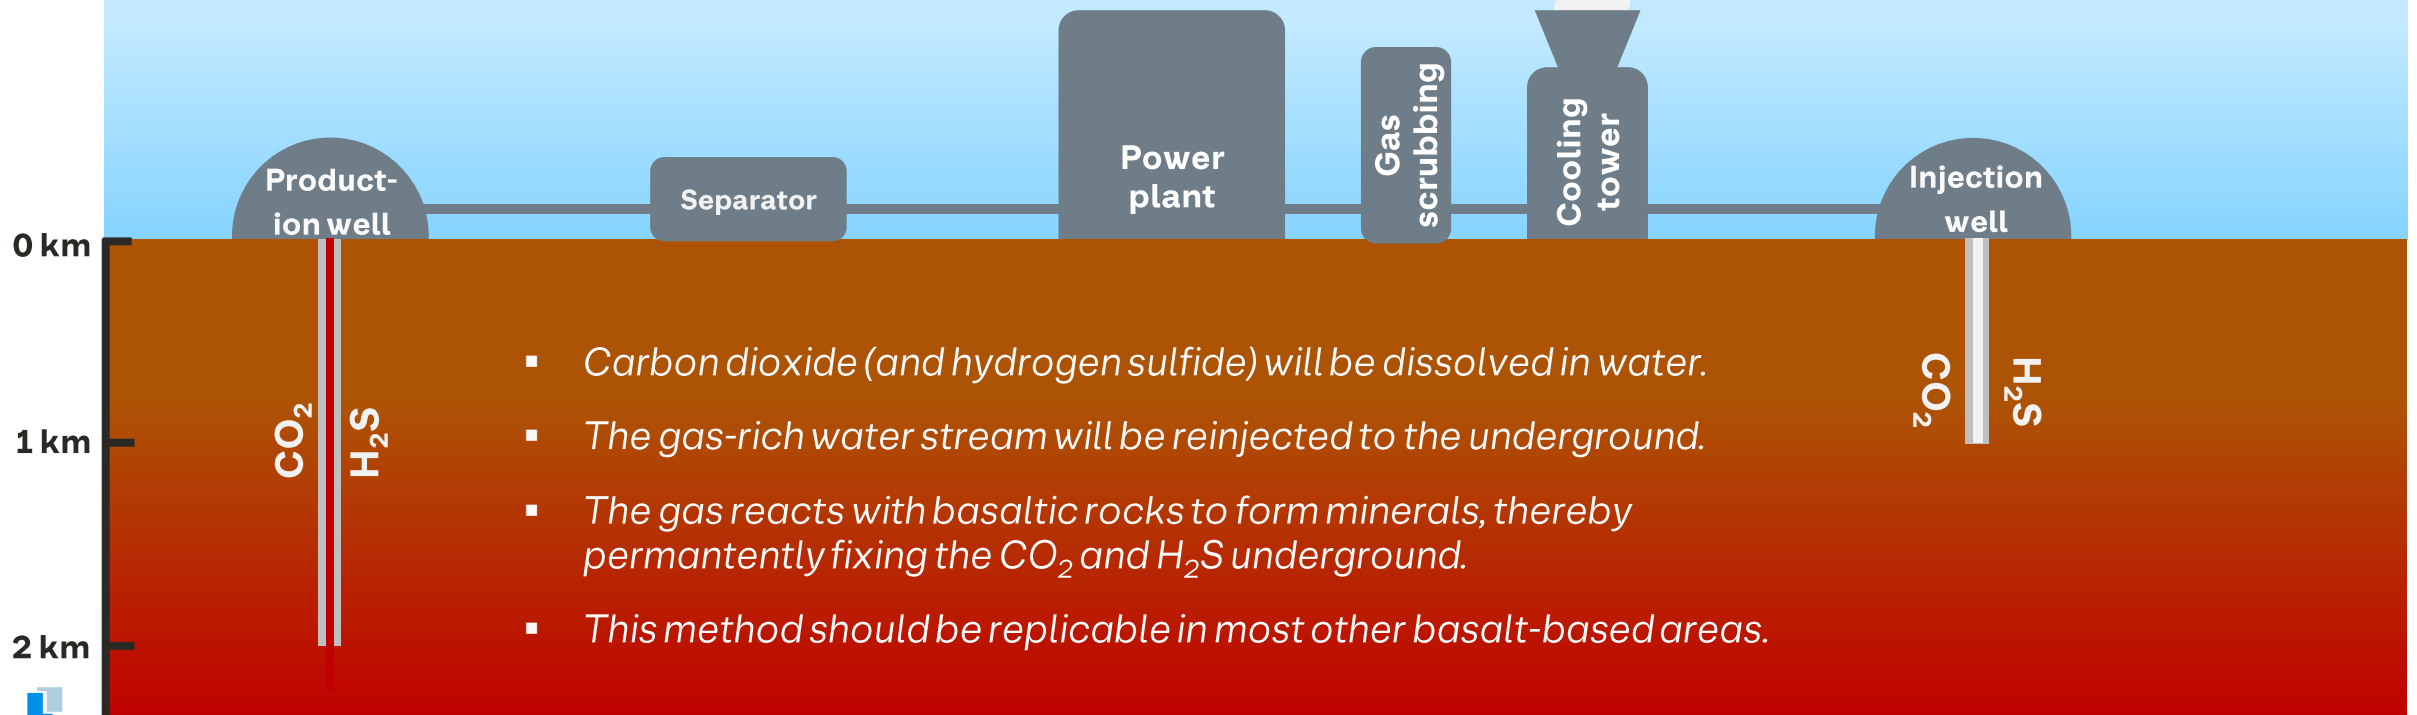 Product-
ion well
Separator
Power
plant
Gas
scrubbing
Cooling
tower
Injection
well
0 km
1 km
2 km
CO₂
H₂S
▪ Carbon dioxide (and hydrogen sulfide) will be dissolved in water.
▪ The gas-rich water stream will be reinjected to the underground.
▪ The gas reacts with basaltic rocks to form minerals, thereby
permantently fixing the CO₂ and H₂S underground.
▪ This method should be replicable in most other basalt-based areas.
CO₂
H₂S